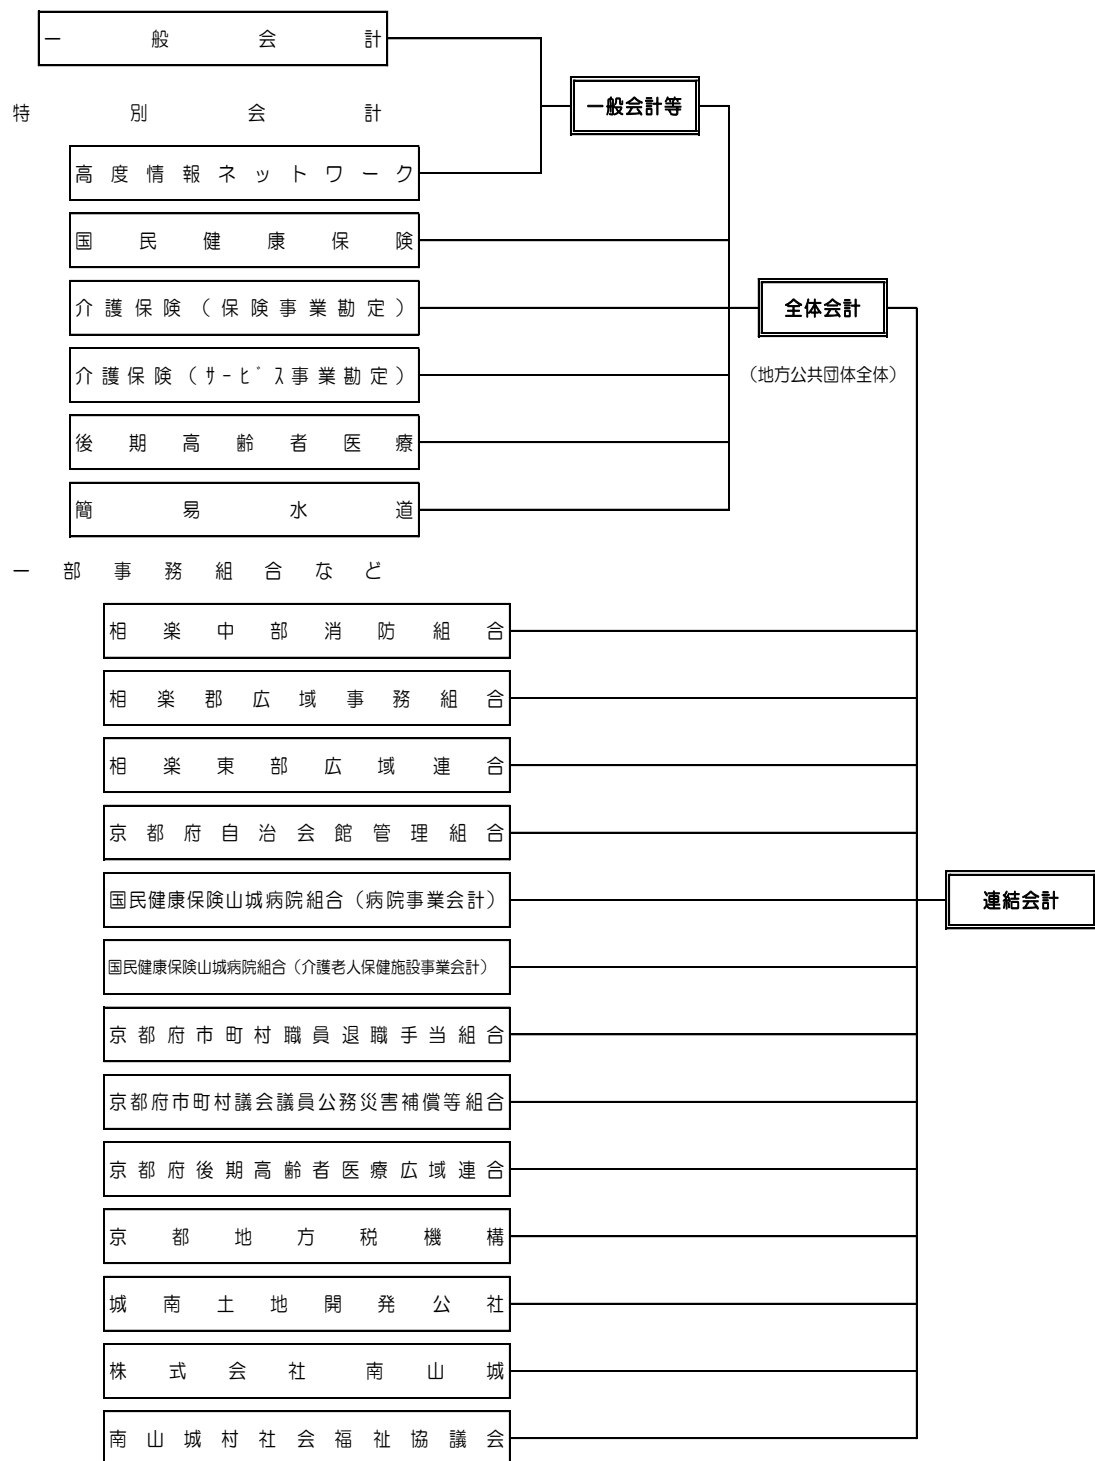 一般会計
一般会計等
特別会計
高度情報ネットワーク
国民健康保険
介護保険（保険事業勘定）
全体会計
介護保険（ｻｰﾋﾞｽ事業勘定）
（地方公共団体全体）
後期高齢者医療
簡易水道
一部事務組合など
相楽中部消防組合
相楽郡広域事務組合
相楽東部広域連合
京都府自治会館管理組合
国民健康保険山城病院組合（病院事業会計）
連結会計
国民健康保険山城病院組合（介護老人保健施設事業会計）
京都府市町村職員退職手当組合
京都府市町村議会議員公務災害補償等組合
京都府後期高齢者医療広域連合
京都地方税機構
城南土地開発公社
株式会社南山城
南山城村社会福祉協議会